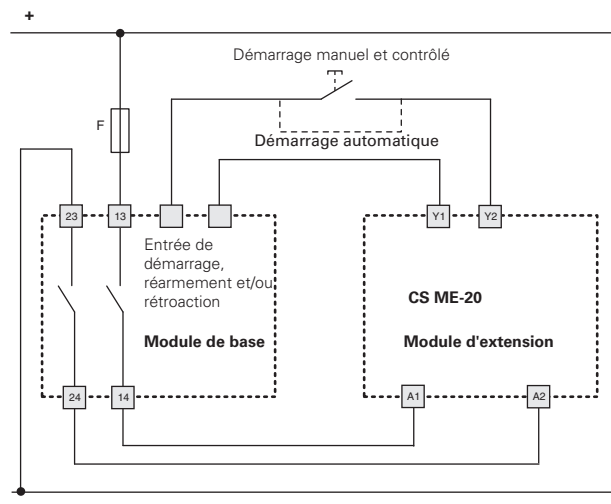 +
Démarrage manuel et contrôlé
F
Démarrage automatique
23
13
Y1
Y2
Entrée de
démarrage,
réarmement et/ou
rétroaction
CS ME-20
Module de base
Module d'extension
24
14
A1
A2